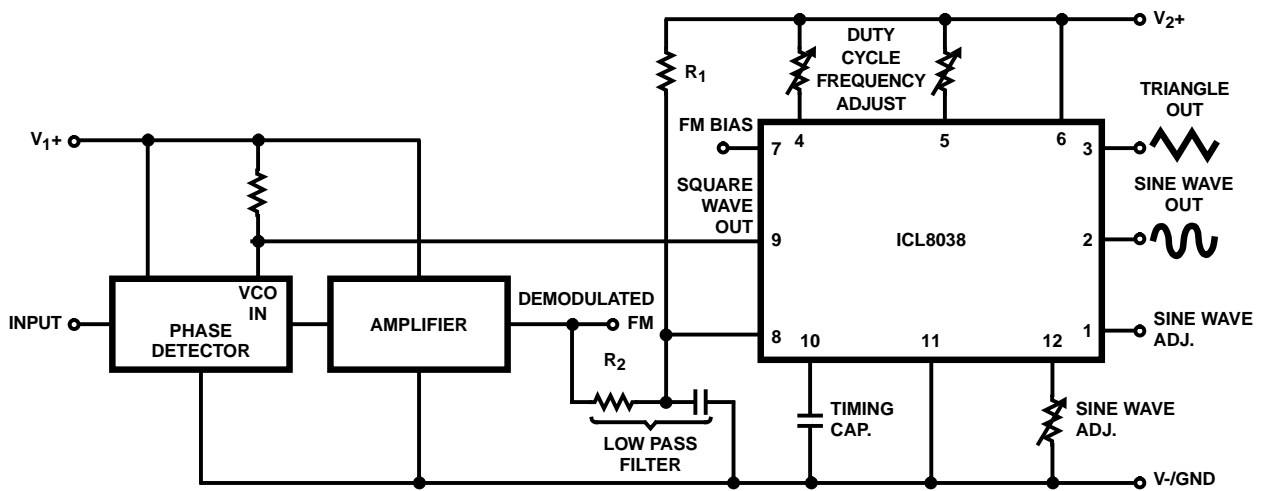 V2+
DUTY
CYCLE
FREQUENCY
ADJUST
R1
TRIANGLE
OUT
FM BIAS
7
4
5
6
3
V1+
SQUARE
WAVE
OUT
SINE WAVE
OUT
9
ICL8038
2
VCO
IN
DEMODULATED
FM
INPUT
PHASE
DETECTOR
AMPLIFIER
8
10
11
12
1
SINE WAVE
ADJ.
R2
TIMING
CAP.
SINE WAVE
ADJ.
LOW PASS
FILTER
V-/GND